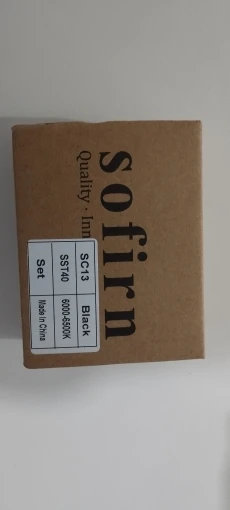 sofirn
Quality · Inn
SC13 Black
SST40 6000-6500K
Set Made in China